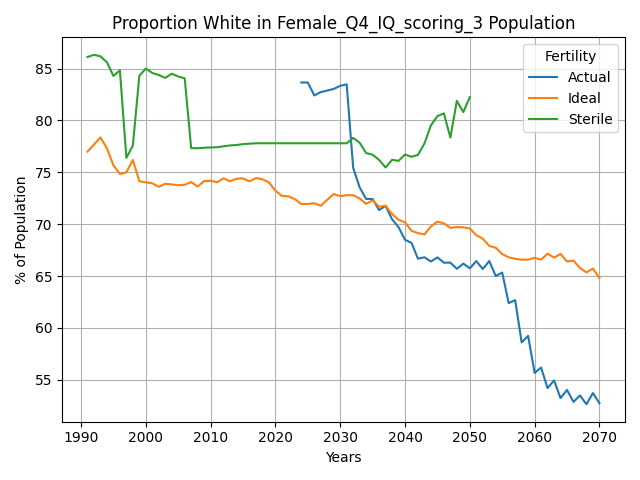 Proportion White in Female_Q4_IQ_scoring_3 Population
Fertility
Actual
Ideal
Sterile
% of Population
85
80
75
70
65
60
55
1990 2000 2010 2020 2030 2040 2050 2060 2070
Years